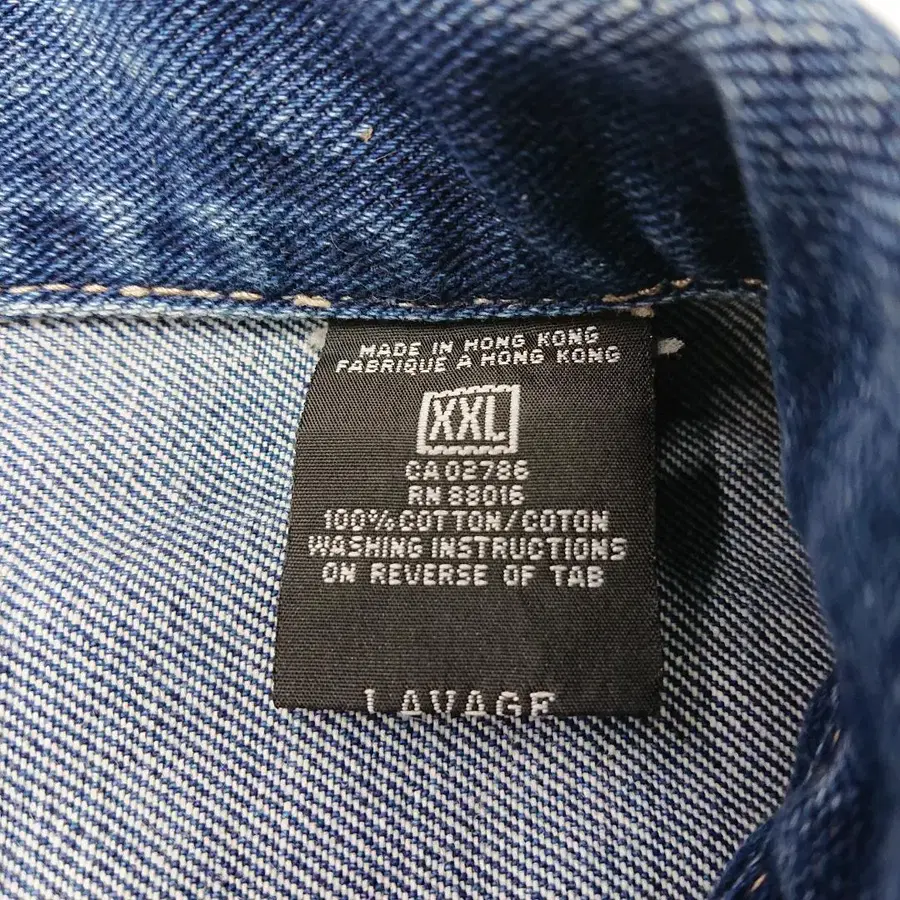 MADE IN HONG KONG
FABRIQUE A HONG KONG
XXL
CA 02786
RN 88016
100% COTTON/COTON
WASHING INSTRUCTIONS
ON REVERSE OF TAB
LAVAGE